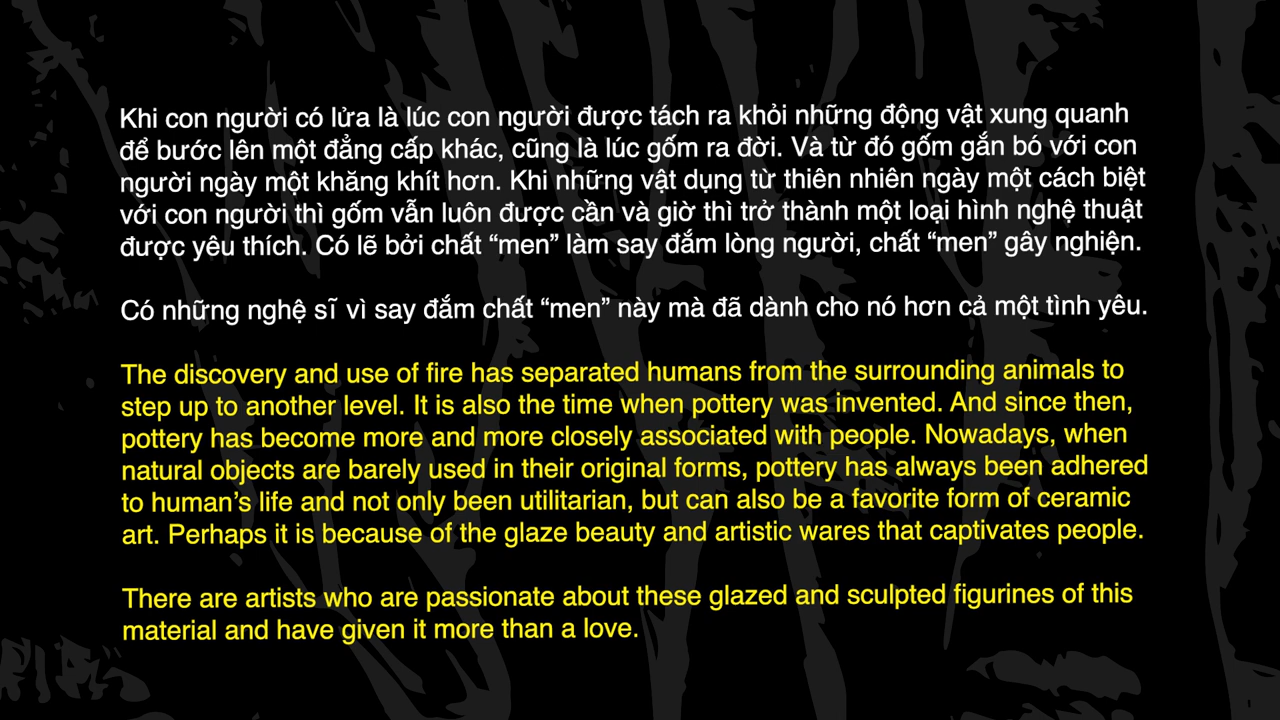 Khi con người có lửa là lúc con người được tách ra khỏi những động vật xung quanh
để bước lên một đẳng cấp khác, cũng là lúc gốm ra đời. Và từ đó gốm gắn bó với con
người ngày một khăng khít hơn. Khi những vật dụng từ thiên nhiên ngày một cách biệt
với con người thì gốm vẫn luôn được cần và giờ thì trở thành một loại hình nghệ thuật
được yêu thích. Có lẽ bởi chất “men” làm say đắm lòng người, chất “men” gây nghiện.
Có những nghệ sĩ vì say đắm chất “men” này mà đã dành cho nó hơn cả một tình yêu.
The discovery and use of fire has separated humans from the surrounding animals to
step up to another level. It is also the time when pottery was invented. And since then,
pottery has become more and more closely associated with people. Nowadays, when
natural objects are barely used in their original forms, pottery has always been adhered
to human’s life and not only been utilitarian, but can also be a favorite form of ceramic
art. Perhaps it is because of the glaze beauty and artistic wares that captivates people.
There are artists who are passionate about these glazed and sculpted figurines of this
material and have given it more than a love.